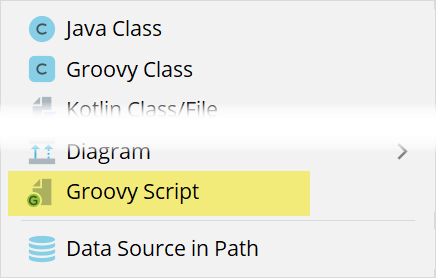 Java Class
Groovy Class
Kotlin Class/File
Diagram
Groovy Script
Data Source in Path